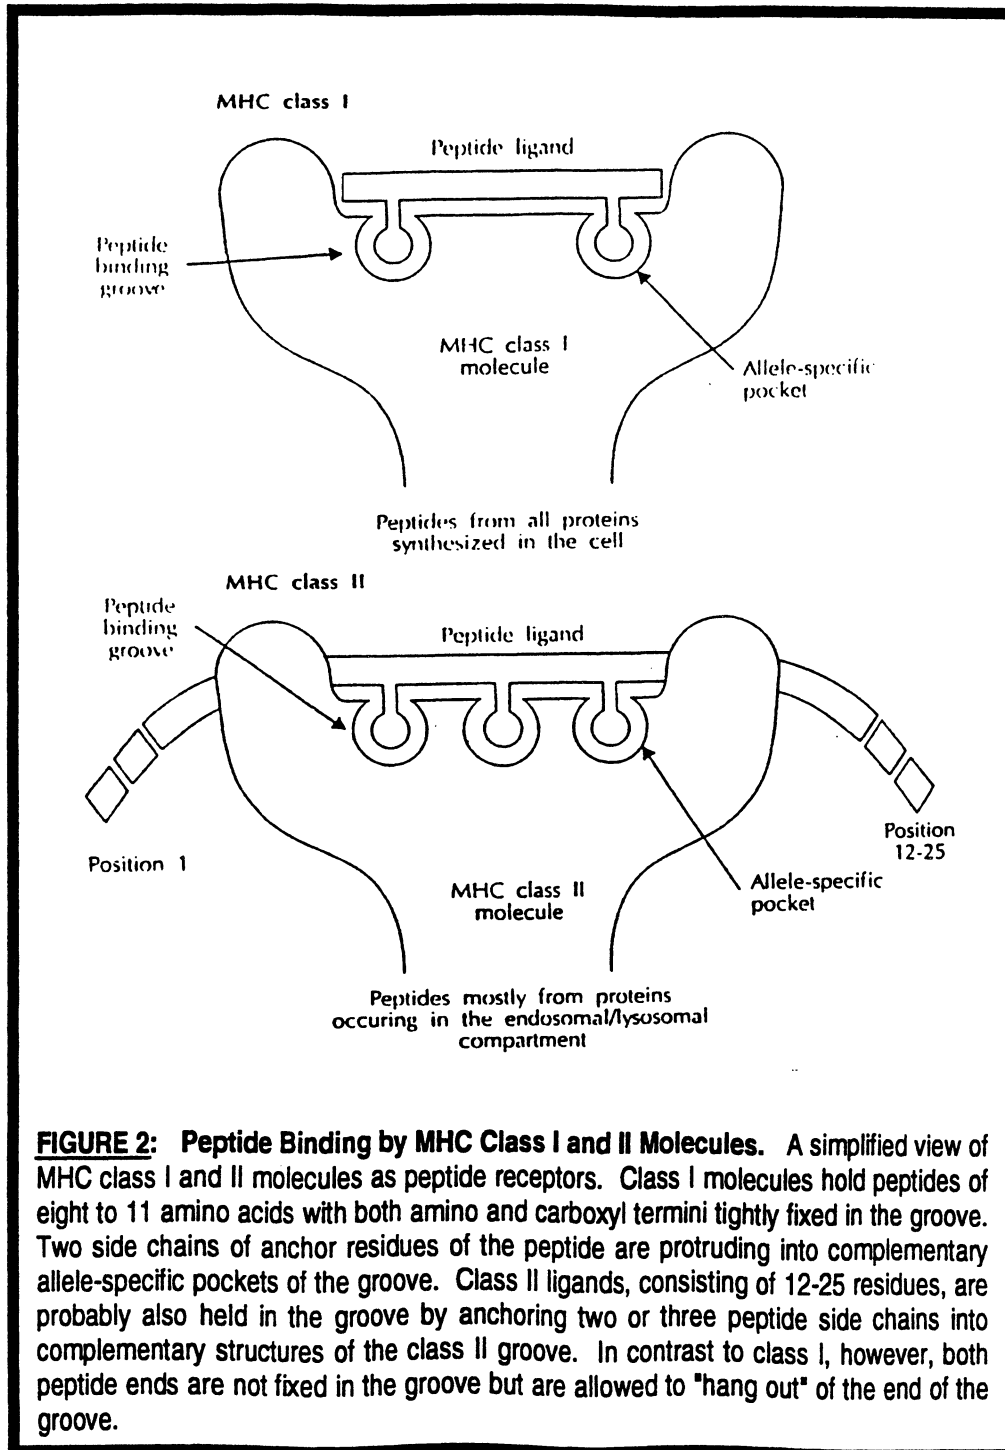 MHC class I
Peptide ligand
Peptide
binding
groove
MHC class I
molecule
Allele-specific
pocket
Peptides from all proteins
synthesized in the cell
MHC class II
Peptide
binding
groove
Peptide ligand
Position 1
Position
12-25
MHC class II
molecule
Allele-specific
pocket
Peptides mostly from proteins
occuring in the endosomal/lysosomal
compartment
FIGURE 2: Peptide Binding by MHC Class I and II Molecules. A simplified view of
MHC class I and II molecules as peptide receptors. Class I molecules hold peptides of
eight to 11 amino acids with both amino and carboxyl termini tightly fixed in the groove.
Two side chains of anchor residues of the peptide are protruding into complementary
allele-specific pockets of the groove. Class II ligands, consisting of 12-25 residues, are
probably also held in the groove by anchoring two or three peptide side chains into
complementary structures of the class II groove. In contrast to class I, however, both
peptide ends are not fixed in the groove but are allowed to "hang out" of the end of the
groove.